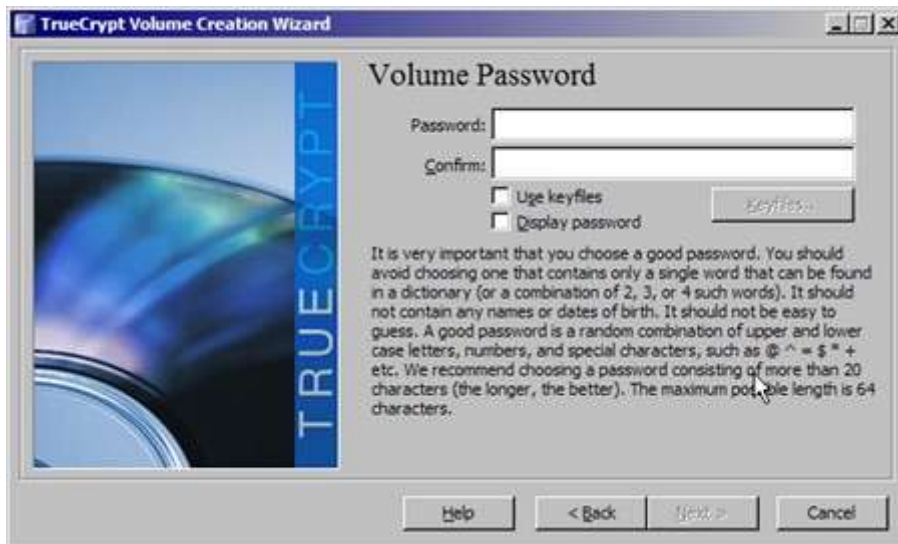 TrueCrypt Volume Creation Wizard
TRUECRYPT
Volume Password
Password:
Confirm:
Use keyfiles
Keyfiles...
Display password
It is very important that you choose a good password. You should
avoid choosing one that contains only a single word that can be found
in a dictionary (or a combination of 2, 3, or 4 such words). It should
not contain any names or dates of birth. It should not be easy to
guess. A good password is a random combination of upper and lower
case letters, numbers, and special characters, such as @ ^ = $ * +
etc. We recommend choosing a password consisting of more than 20
characters (the longer, the better). The maximum possible length is 64
characters.
Help
< Back
Next >
Cancel